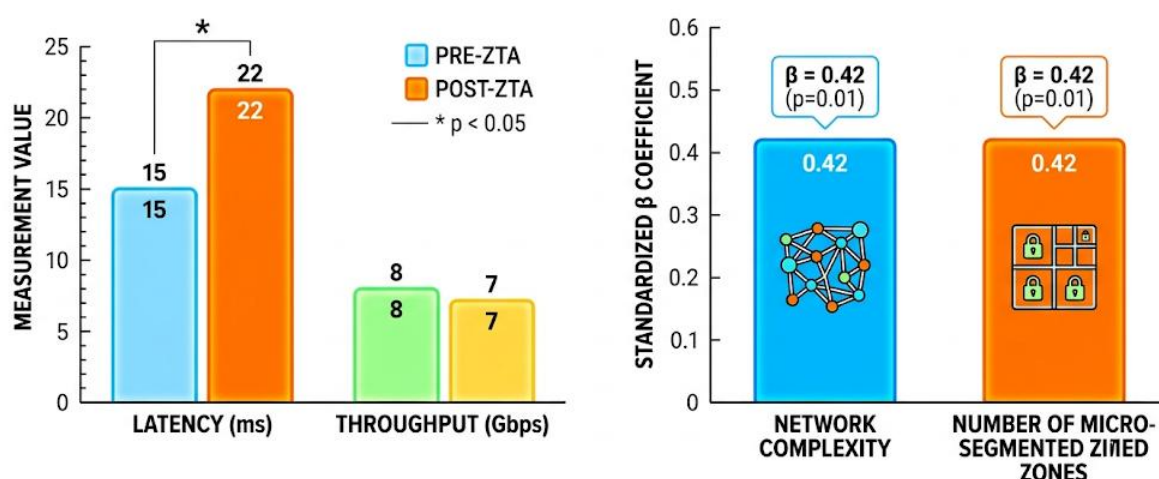 *
25
20
15
10
5
0
MEASUREMENT VALUE
15
15
22
22
8
8
7
7
PRE-ZTA
POST-ZTA
* p < 0.05
LATENCY (ms)
THROUGHPUT (Gbps)
0.6
0.5
0.4
0.3
0.2
0.1
0
STANDARDIZED β COEFFICIENT
β = 0.42
(p=0.01)
0.42
β = 0.42
(p=0.01)
0.42
NETWORK
COMPLEXITY
NUMBER OF MICRO-
SEGMENTED
ZONES